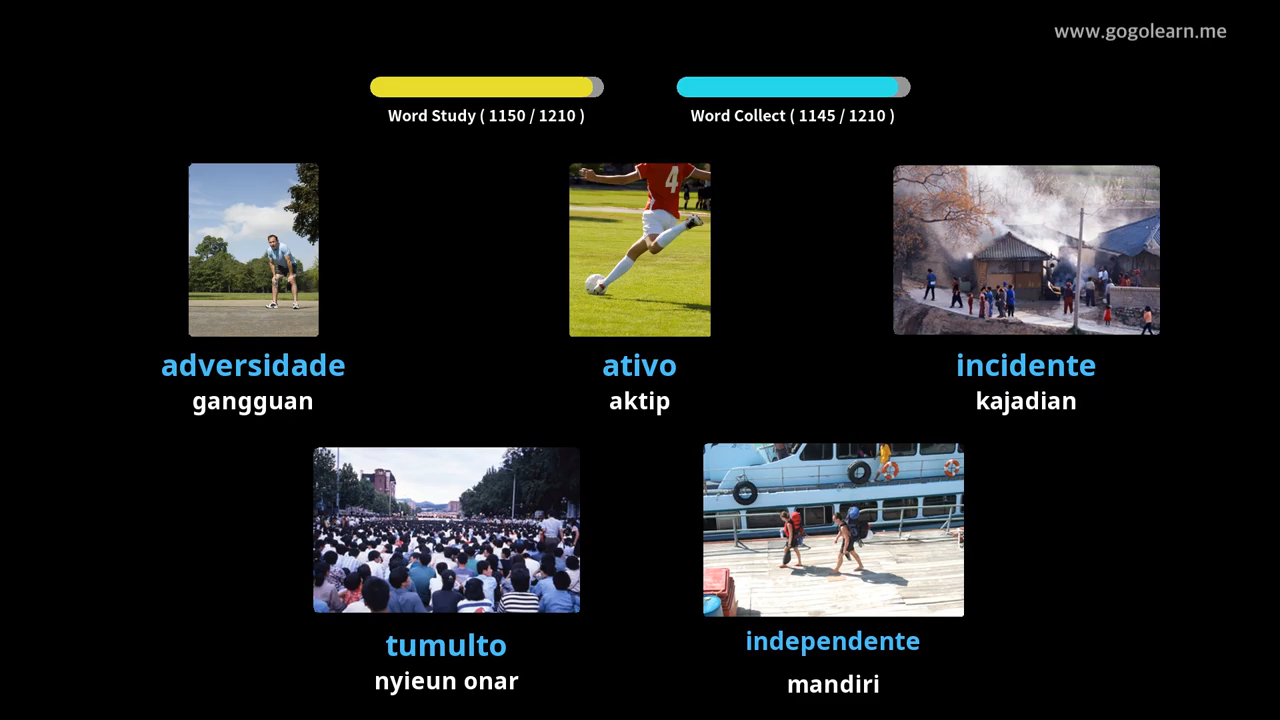 www.gogolearn.me
Word Study ( 1150 / 1210 )
Word Collect ( 1145 / 1210 )
4
adversidade
gangguan
ativo
aktip
incidente
kajadian
tumulto
nyieun onar
independente
mandiri